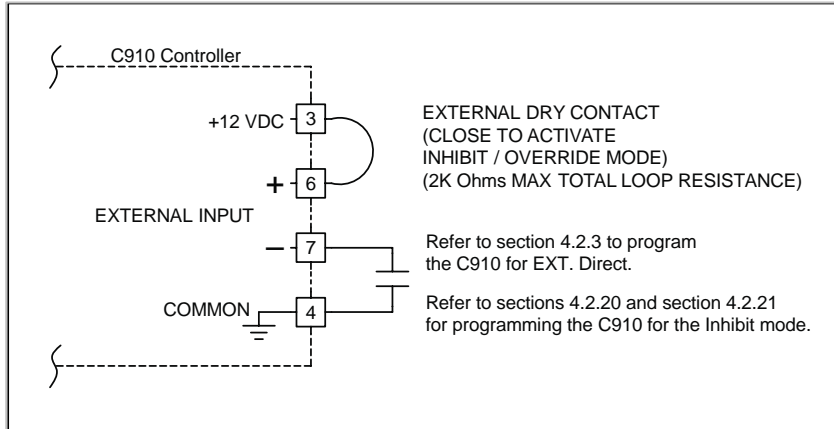 C910 Controller
+12 VDC
3
+
6
EXTERNAL INPUT
−
7
COMMON
4
EXTERNAL DRY CONTACT
(CLOSE TO ACTIVATE
INHIBIT / OVERRIDE MODE)
(2K Ohms MAX TOTAL LOOP RESISTANCE)
Refer to section 4.2.3 to program
the C910 for EXT. Direct.
Refer to sections 4.2.20 and section 4.2.21
for programming the C910 for the Inhibit mode.